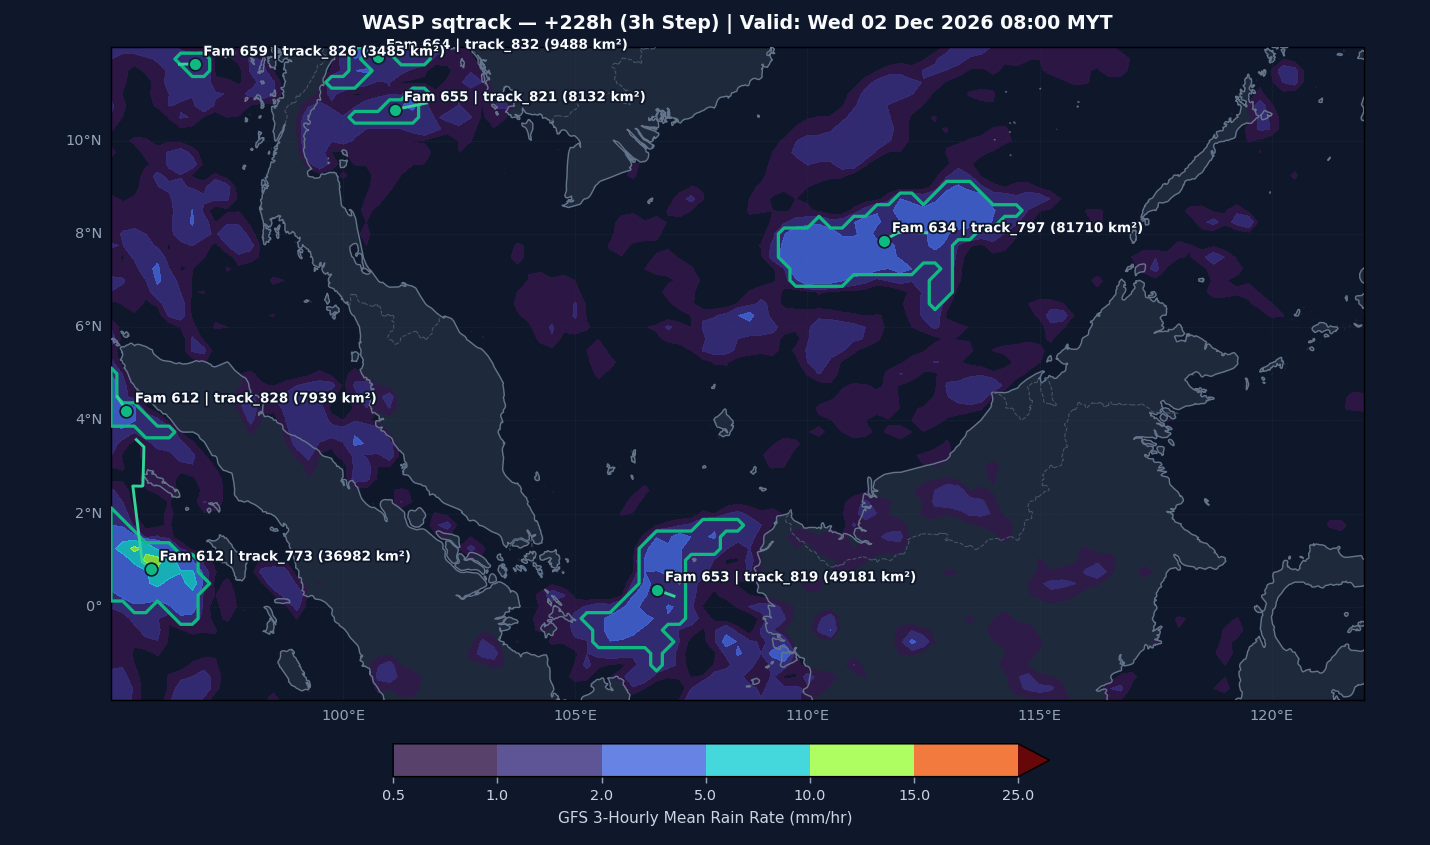 WASP sqtrack — +228h (3h Step) | Valid: Wed 02 Dec 2026 08:00 MYT
Fam 664 | track_832 (9488 km²)
Fam 659 | track_826 (3485 km²)
Fam 655 | track_821 (8132 km²)
10°N
8°N
Fam 634 | track_797 (81710 km²)
6°N
4°N
Fam 612 | track_828 (7939 km²)
2°N
Fam 612 | track_773 (36982 km²)
Fam 653 | track_819 (49181 km²)
0°
100°E 105°E 110°E 115°E 120°E
0.5 1.0 2.0 5.0 10.0 15.0 25.0
GFS 3-Hourly Mean Rain Rate (mm/hr)